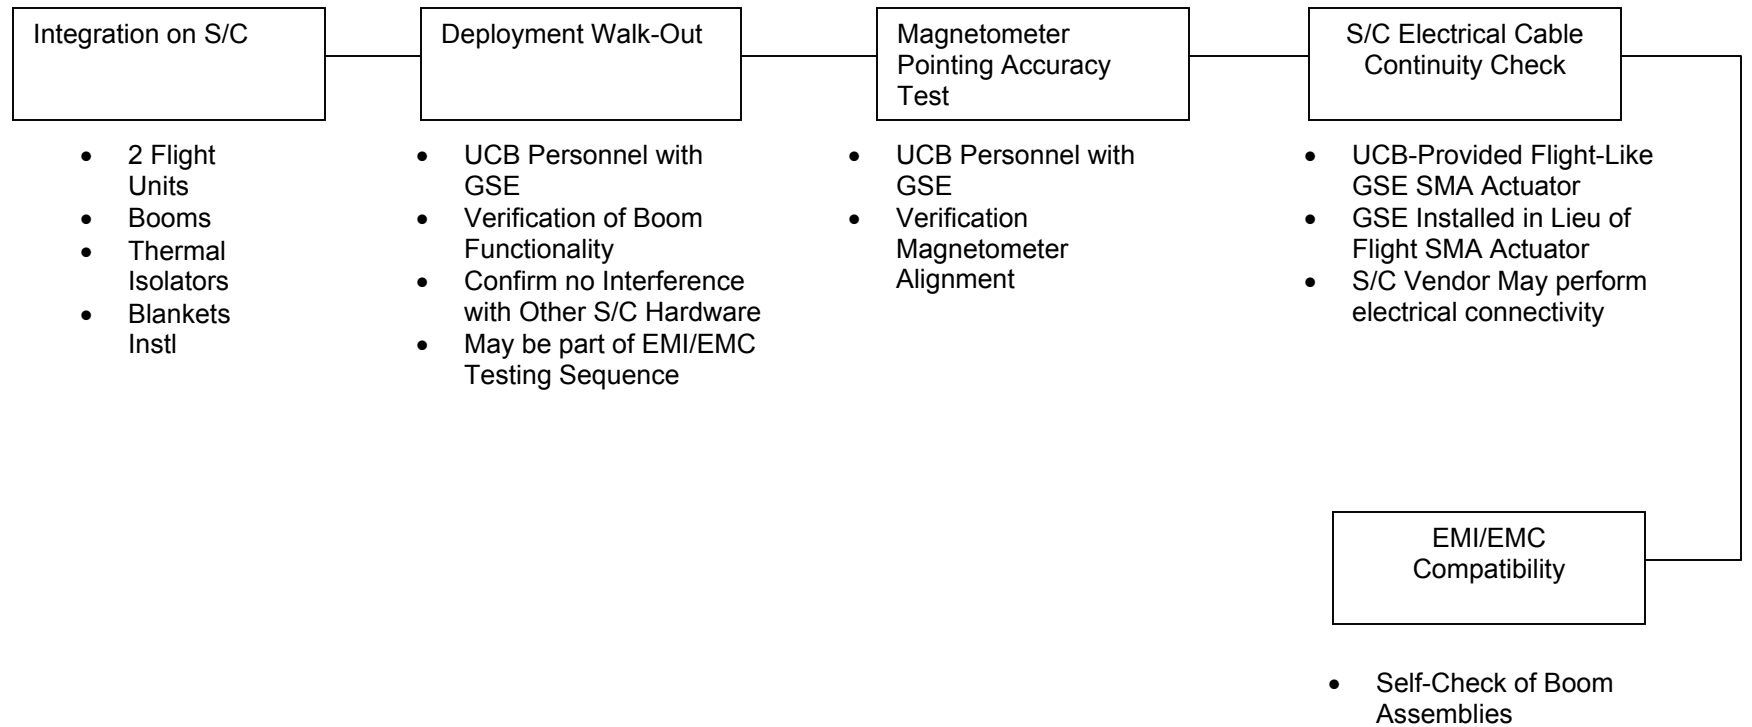 Integration on S/C
Deployment Walk-Out
Magnetometer
Pointing Accuracy
Test
S/C Electrical Cable
Continuity Check
• 2 Flight
Units
• Booms
• Thermal
Isolators
• Blankets
Instl
• UCB Personnel with
GSE
• Verification of Boom
Functionality
• Confirm no Interference
with Other S/C Hardware
• May be part of EMI/EMC
Testing Sequence
• UCB Personnel with
GSE
• Verification
Magnetometer
Alignment
• UCB-Provided Flight-Like
GSE SMA Actuator
• GSE Installed in Lieu of
Flight SMA Actuator
• S/C Vendor May perform
electrical connectivity
EMI/EMC
Compatibility
• Self-Check of Boom
Assemblies